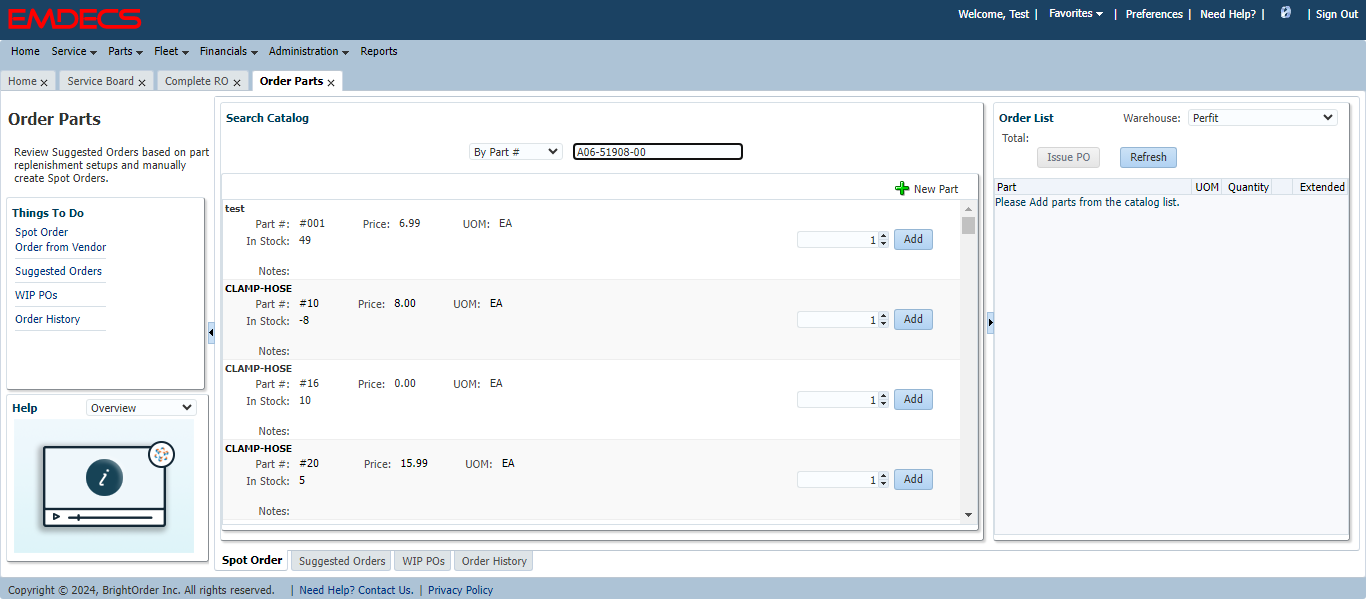 EMDECS
Welcome, Test | Favorites | Preferences | Need Help? | | Sign Out
Home Service Parts Fleet Financials Administration Reports
Home x Service Board x Complete RO x Order Parts x
Order Parts
Review Suggested Orders based on part
replenishment setups and manually
create Spot Orders.
Things To Do
Spot Order
Order from Vendor
Suggested Orders
WIP POs
Order History
Help Overview
i
Search Catalog
By Part # A06-51908-00
New Part
test
Part #: #001 Price: 6.99 UOM: EA
In Stock: 49 1 Add
Notes:
CLAMP-HOSE
Part #: #10 Price: 8.00 UOM: EA
In Stock: -8 1 Add
Notes:
CLAMP-HOSE
Part #: #16 Price: 0.00 UOM: EA
In Stock: 10 1 Add
Notes:
CLAMP-HOSE
Part #: #20 Price: 15.99 UOM: EA
In Stock: 5 1 Add
Notes:
Order List Warehouse: Perfit
Total:
Issue PO Refresh
Part UOM Quantity Extended
Please Add parts from the catalog list.
Spot Order Suggested Orders WIP POs Order History
Copyright © 2024, BrightOrder Inc. All rights reserved. | Need Help? Contact Us. | Privacy Policy